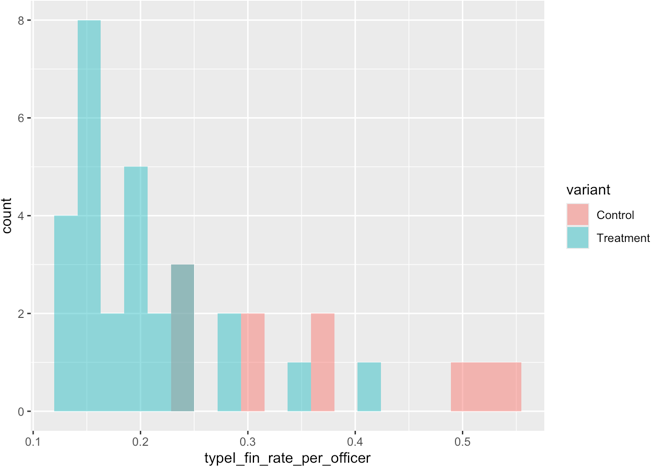 8
6
4
2
0
count
0.1
0.2
0.3
0.4
0.5
typeI_fin_rate_per_officer
variant
Control
Treatment